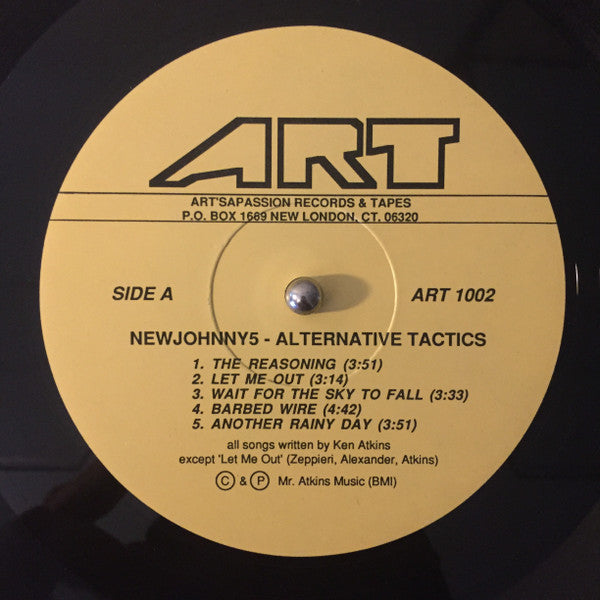 ART
ART'SAPASSION RECORDS & TAPES
P.O. BOX 1669 NEW LONDON, CT. 06320
SIDE A
ART 1002
NEWJOHNNY5 - ALTERNATIVE TACTICS
1. THE REASONING (3:51)
2. LET ME OUT (3:14)
3. WAIT FOR THE SKY TO FALL (3:33)
4. BARBED WIRE (4:42)
5. ANOTHER RAINY DAY (3:51)
all songs written by Ken Atkins
except 'Let Me Out' (Zeppieri, Alexander, Atkins)
Ⓒ & Ⓟ Mr. Atkins Music (BMI)